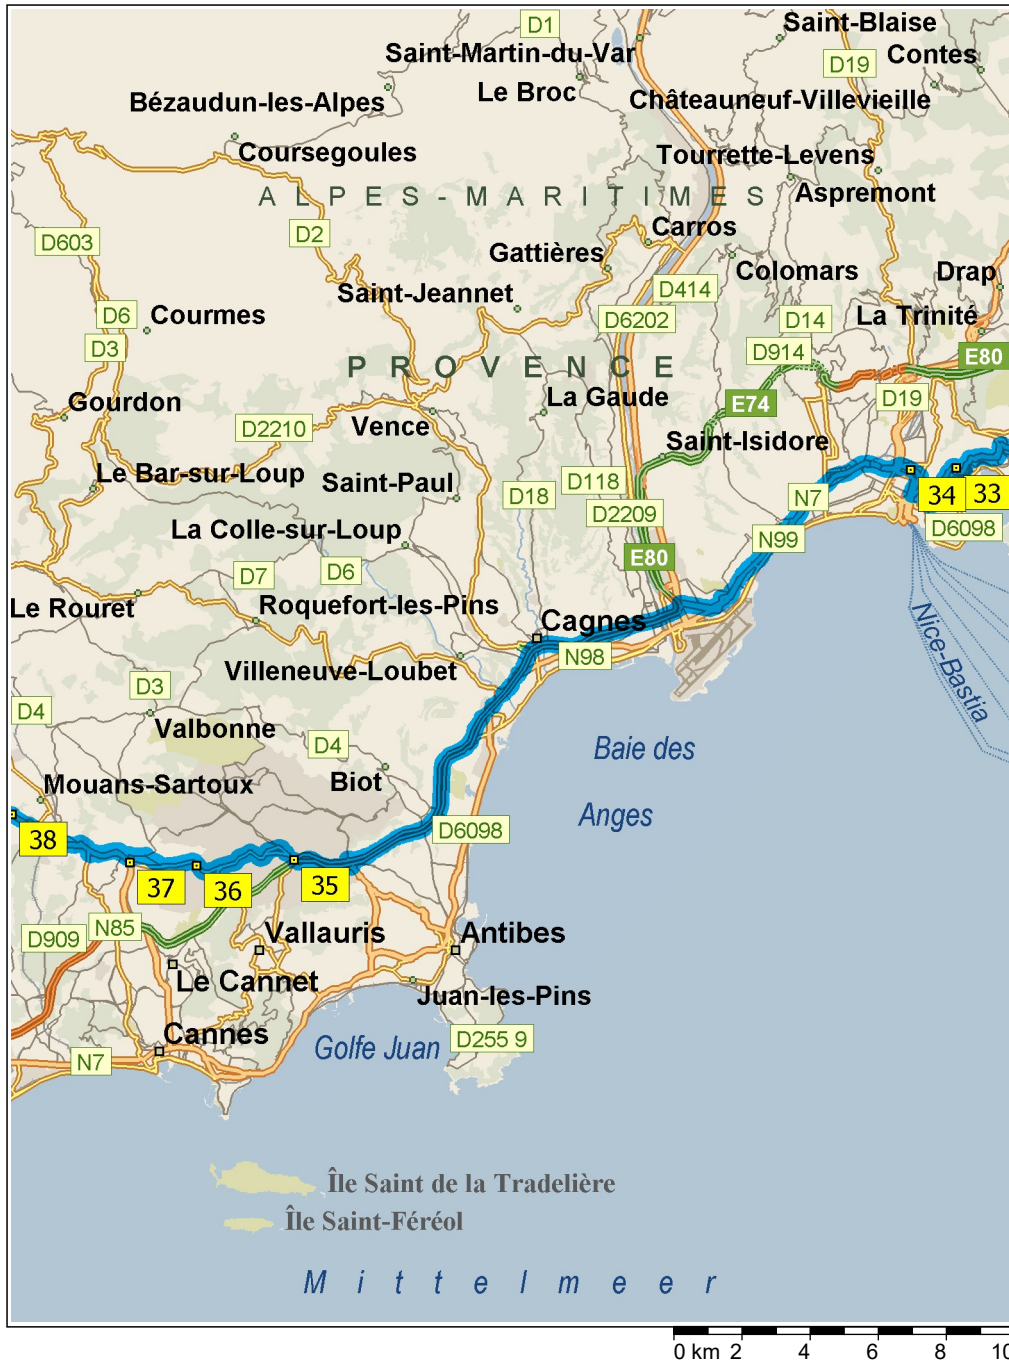 D1
Saint-Blaise
Saint-Martin-du-Var
Contes
D19
Le Broc
Bézaudun-les-Alpes
Châteauneuf-Villevieille
Coursegoules
Tourrette-Levens
ALPES-MARITIMES
Aspremont
D603
D2
Carros
Gattières
Colomars
Drap
Saint-Jeannet
D414
D6
Courmes
D6202
D14
La Trinité
D3
D914
E80
PROVENCE
Gourdon
La Gaude
E74
D19
D2210
Vence
Saint-Isidore
Le Bar-sur-Loup
Saint-Paul
D118
D18
N7
34
33
D2209
La Colle-sur-Loup
N99
D6098
E80
D7
D6
Le Rouret
Roquefort-les-Pins
Cagnes
Nice-Bastia
N98
Villeneuve-Loubet
D3
D4
Valbonne
D4
Baie des
Biot
Mouans-Sartoux
Anges
38
D6098
37
36
35
N85
D909
Vallauris
Antibes
Le Cannet
Juan-les-Pins
Cannes
Golfe Juan
D255 9
N7
Île Saint de la Tradelière
Île Saint-Féréol
Mittelmeer
0 km 2 4 6 8 10